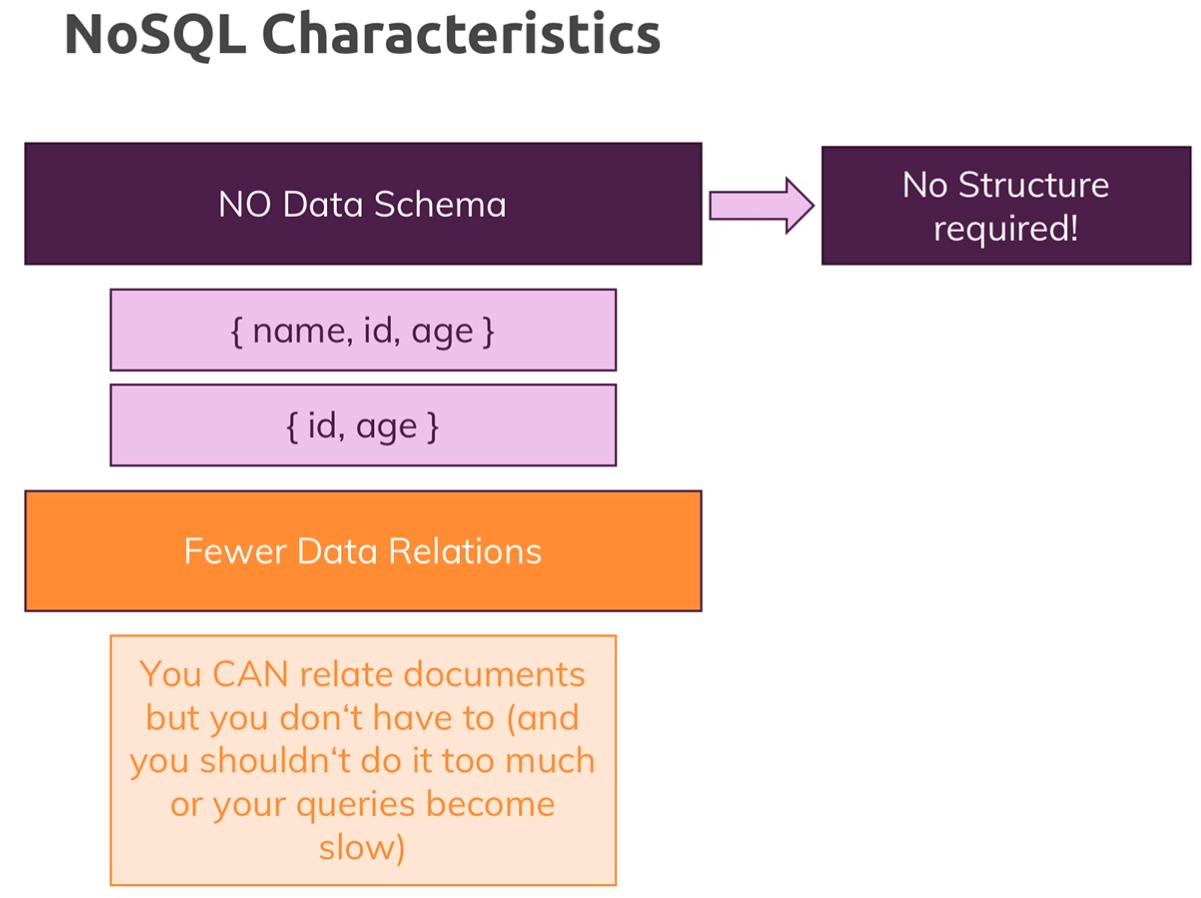 NoSQL Characteristics
NO Data Schema
No Structure
required!
{ name, id, age }
{ id, age }
Fewer Data Relations
You CAN relate documents
but you don‘t have to (and
you shouldn‘t do it too much
or your queries become
slow)